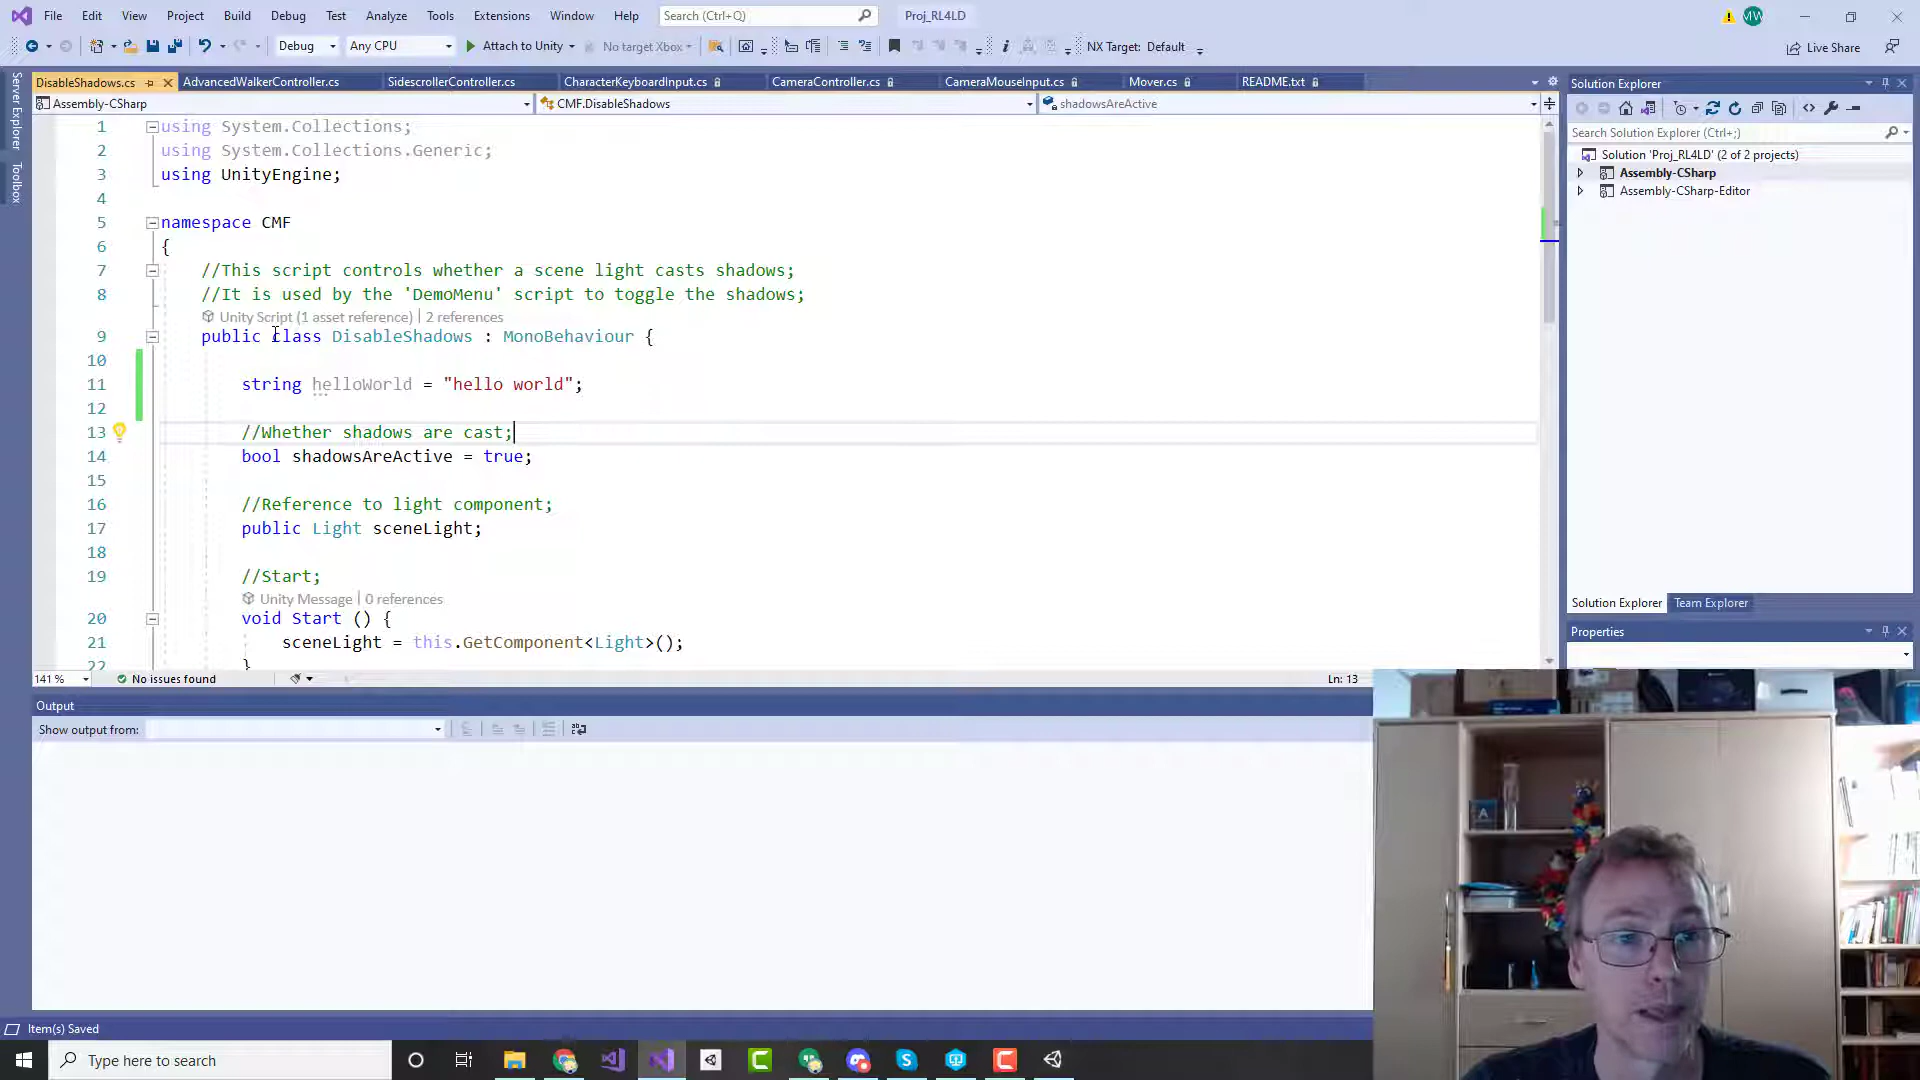 File Edit View Project Build Debug Test Analyze Tools Extensions Window Help Search (Ctrl+Q) Proj_RL4LD MW
Debug Any CPU Attach to Unity No target Xbox NX Target: Default Live Share
Server Explorer
Toolbox
DisableShadows.cs AdvancedWalkerController.cs SidescrollerController.cs CharacterKeyboardInput.cs CameraController.cs CameraMouseInput.cs Mover.cs README.txt
Assembly-CSharp CMF.DisableShadows shadowsAreActive
1 using System.Collections;
2 using System.Collections.Generic;
3 using UnityEngine;
4
5 namespace CMF
6 {
7 //This script controls whether a scene light casts shadows;
8 //It is used by the 'DemoMenu' script to toggle the shadows;
Unity Script (1 asset reference) | 2 references
9 public class DisableShadows : MonoBehaviour {
10
11 string helloWorld = "hello world";
12
13 //Whether shadows are cast;
14 bool shadowsAreActive = true;
15
16 //Reference to light component;
17 public Light sceneLight;
18
19 //Start;
Unity Message | 0 references
20 void Start () {
21 sceneLight = this.GetComponent<Light>();
22 }
141 % No issues found Ln: 13
Output
Show output from:
Solution Explorer
Search Solution Explorer (Ctrl+;)
Solution 'Proj_RL4LD' (2 of 2 projects)
Assembly-CSharp
Assembly-CSharp-Editor
Solution Explorer Team Explorer
Properties
Item(s) Saved
Type here to search